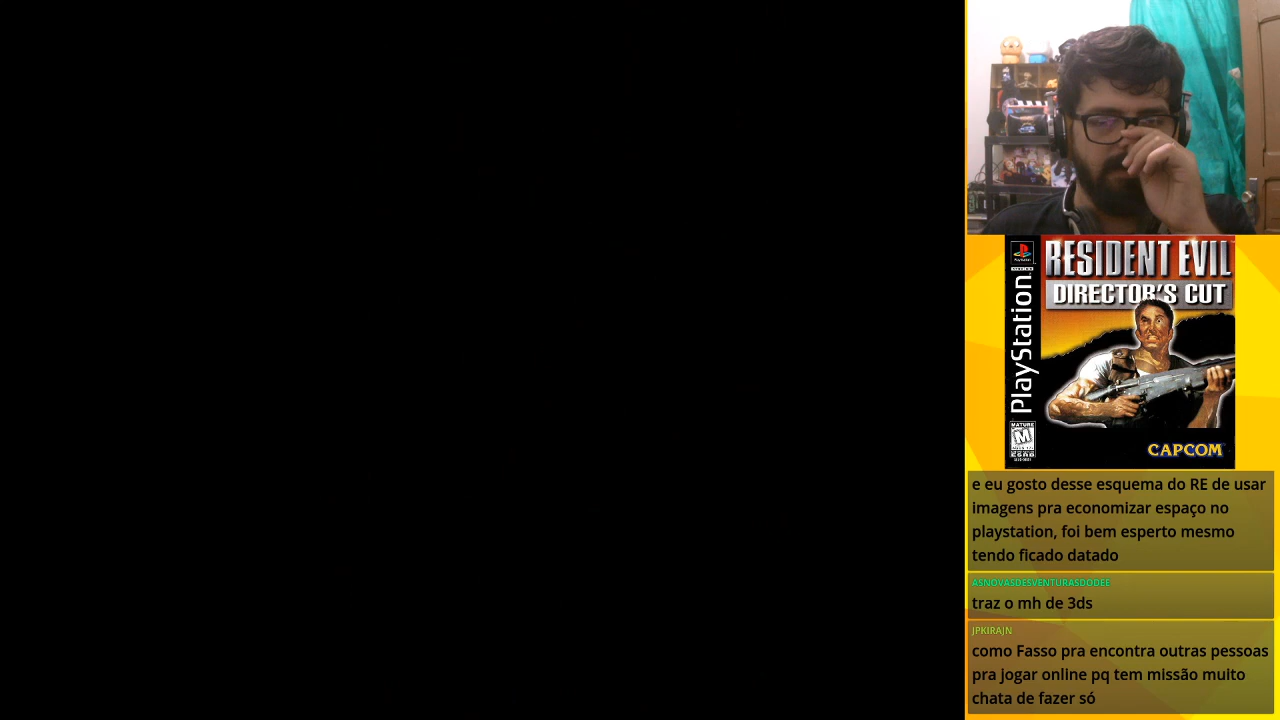 RESIDENT EVIL
DIRECTOR'S CUT
PlayStation
MATURE
M
CAPCOM
e eu gosto desse esquema do RE de usar
imagens pra economizar espaço no
playstation, foi bem esperto mesmo
tendo ficado datado
ASNOVASDESVENTURASDODEE
traz o mh de 3ds
JPKIRAJN
como Fasso pra encontra outras pessoas
pra jogar online pq tem missão muito
chata de fazer só